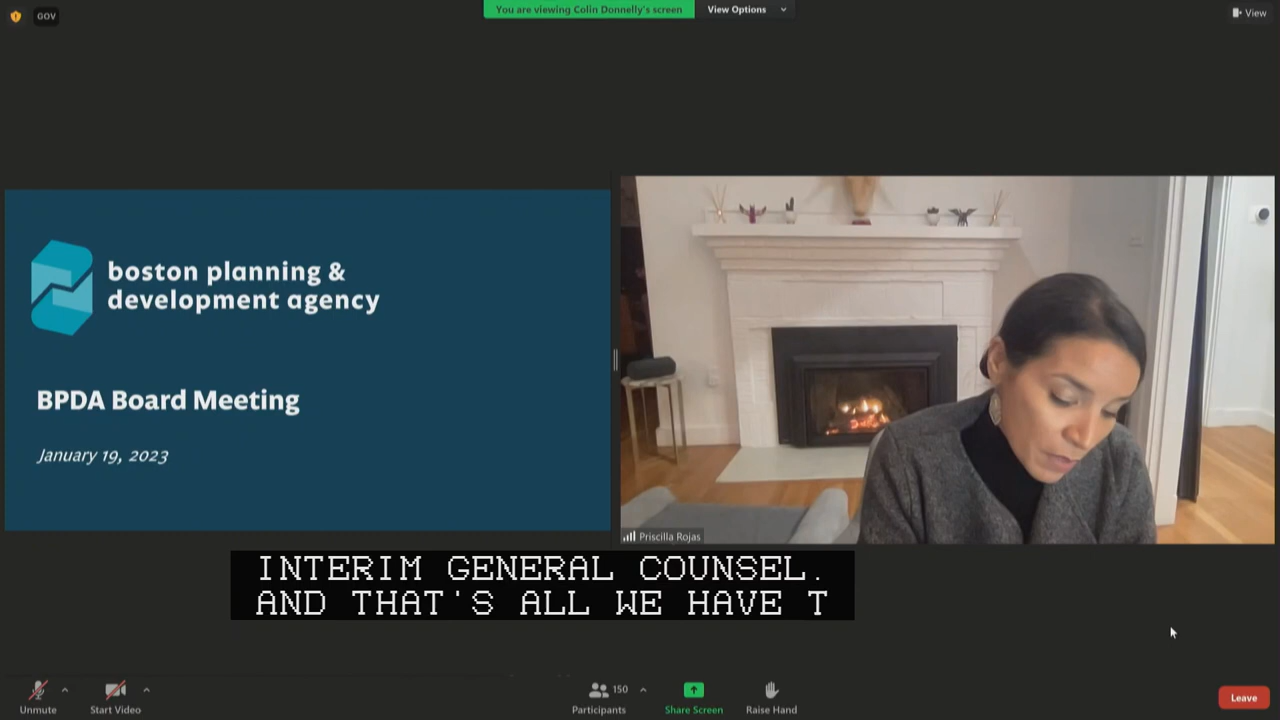 GOV
You are viewing Colin Donnelly's screen
View Options
View
boston planning &
development agency
BPDA Board Meeting
January 19, 2023
Priscilla Rojas
INTERIM GENERAL COUNSEL.
AND THAT'S ALL WE HAVE T
Unmute
Start Video
150
Participants
Share Screen
Raise Hand
Leave